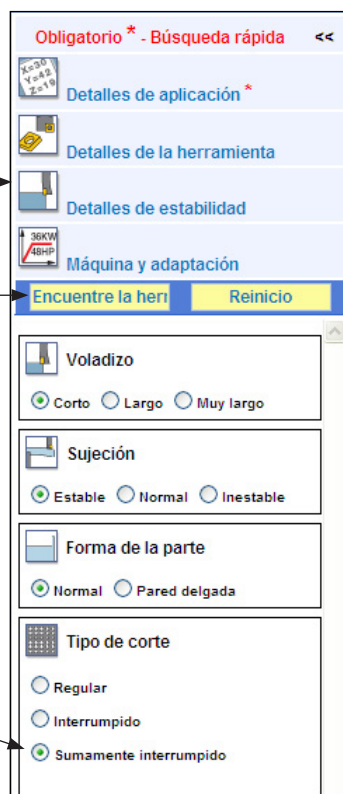 Obligatorio * - Búsqueda rápida <<
X=30
Y=42
Z=19
Detalles de aplicación *
Detalles de la herramienta
Detalles de estabilidad
36KW
48HP
Máquina y adaptación
Encuentre la herr Reinicio
Voladizo
Corto Largo Muy largo
Sujeción
Estable Normal Inestable
Forma de la parte
Normal Pared delgada
Tipo de corte
Regular
Interrumpido
Sumamente interrumpido